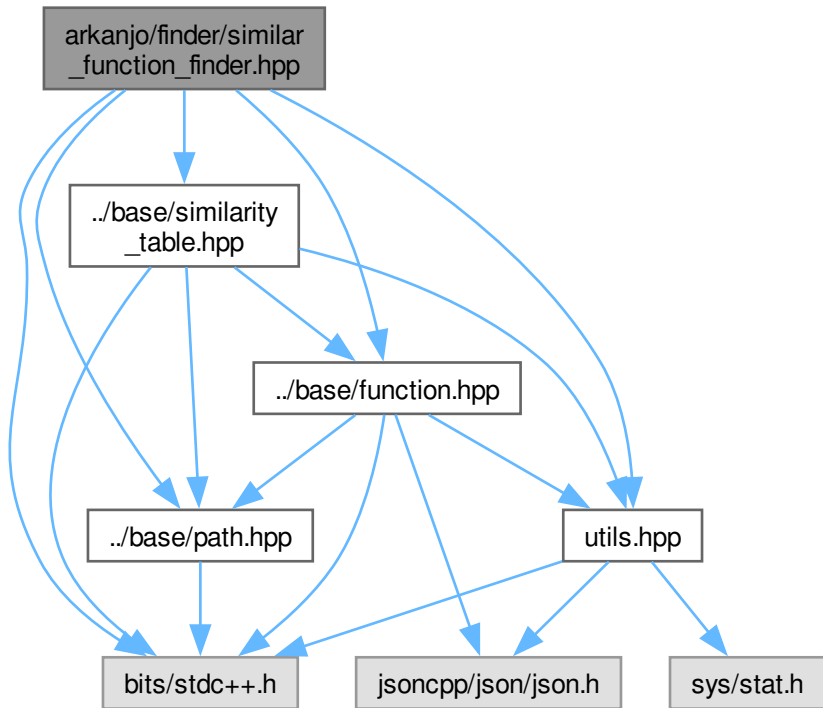 arkanjo/finder/similar
_function_finder.hpp
../base/similarity
_table.hpp
../base/function.hpp
../base/path.hpp
utils.hpp
bits/stdc++.h
jsoncpp/json/json.h
sys/stat.h